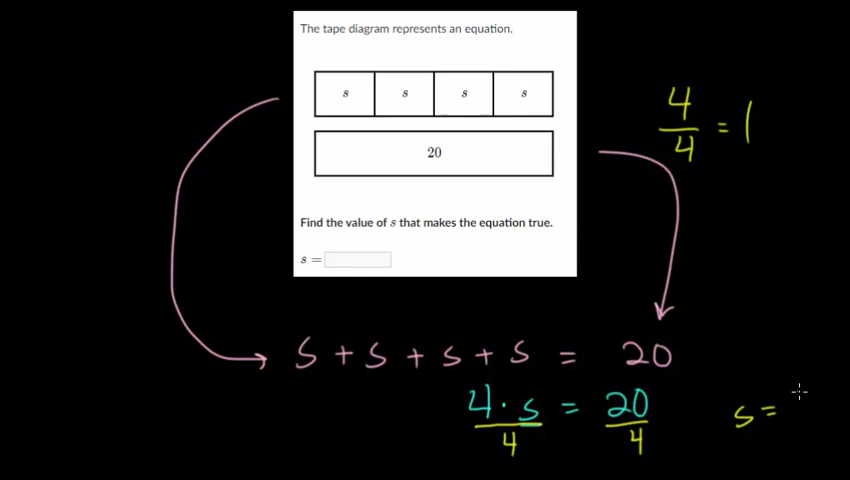 The tape diagram represents an equation.
s s s s
20
Find the value of s that makes the equation true.
s =
4/4 = 1
s + s + s + s = 20
4 · s = 20
4 4
s =